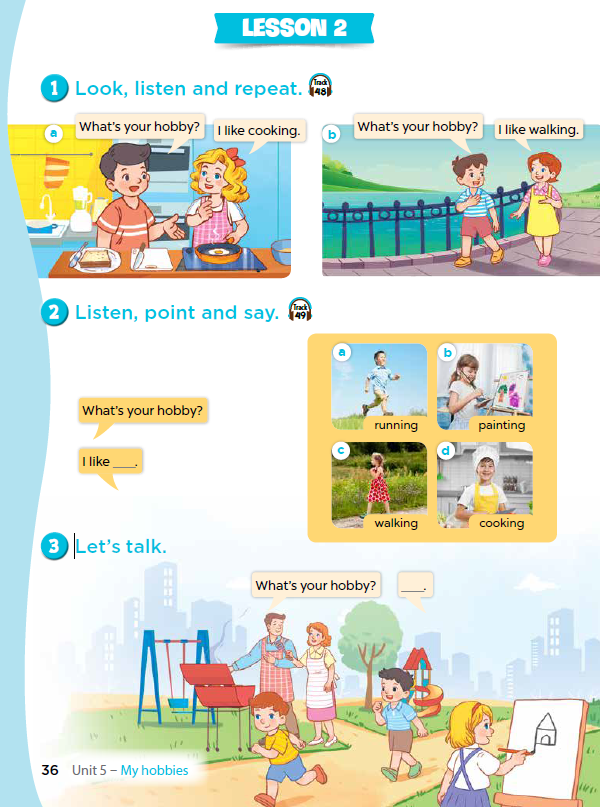 LESSON 2
1 Look, listen and repeat. Track 48
a What's your hobby? I like cooking.
b What's your hobby? I like walking.
2 Listen, point and say. Track 49
What's your hobby?
I like ___.
a running
b painting
c walking
d cooking
3 Let's talk.
What's your hobby? ___.
36 Unit 5 – My hobbies